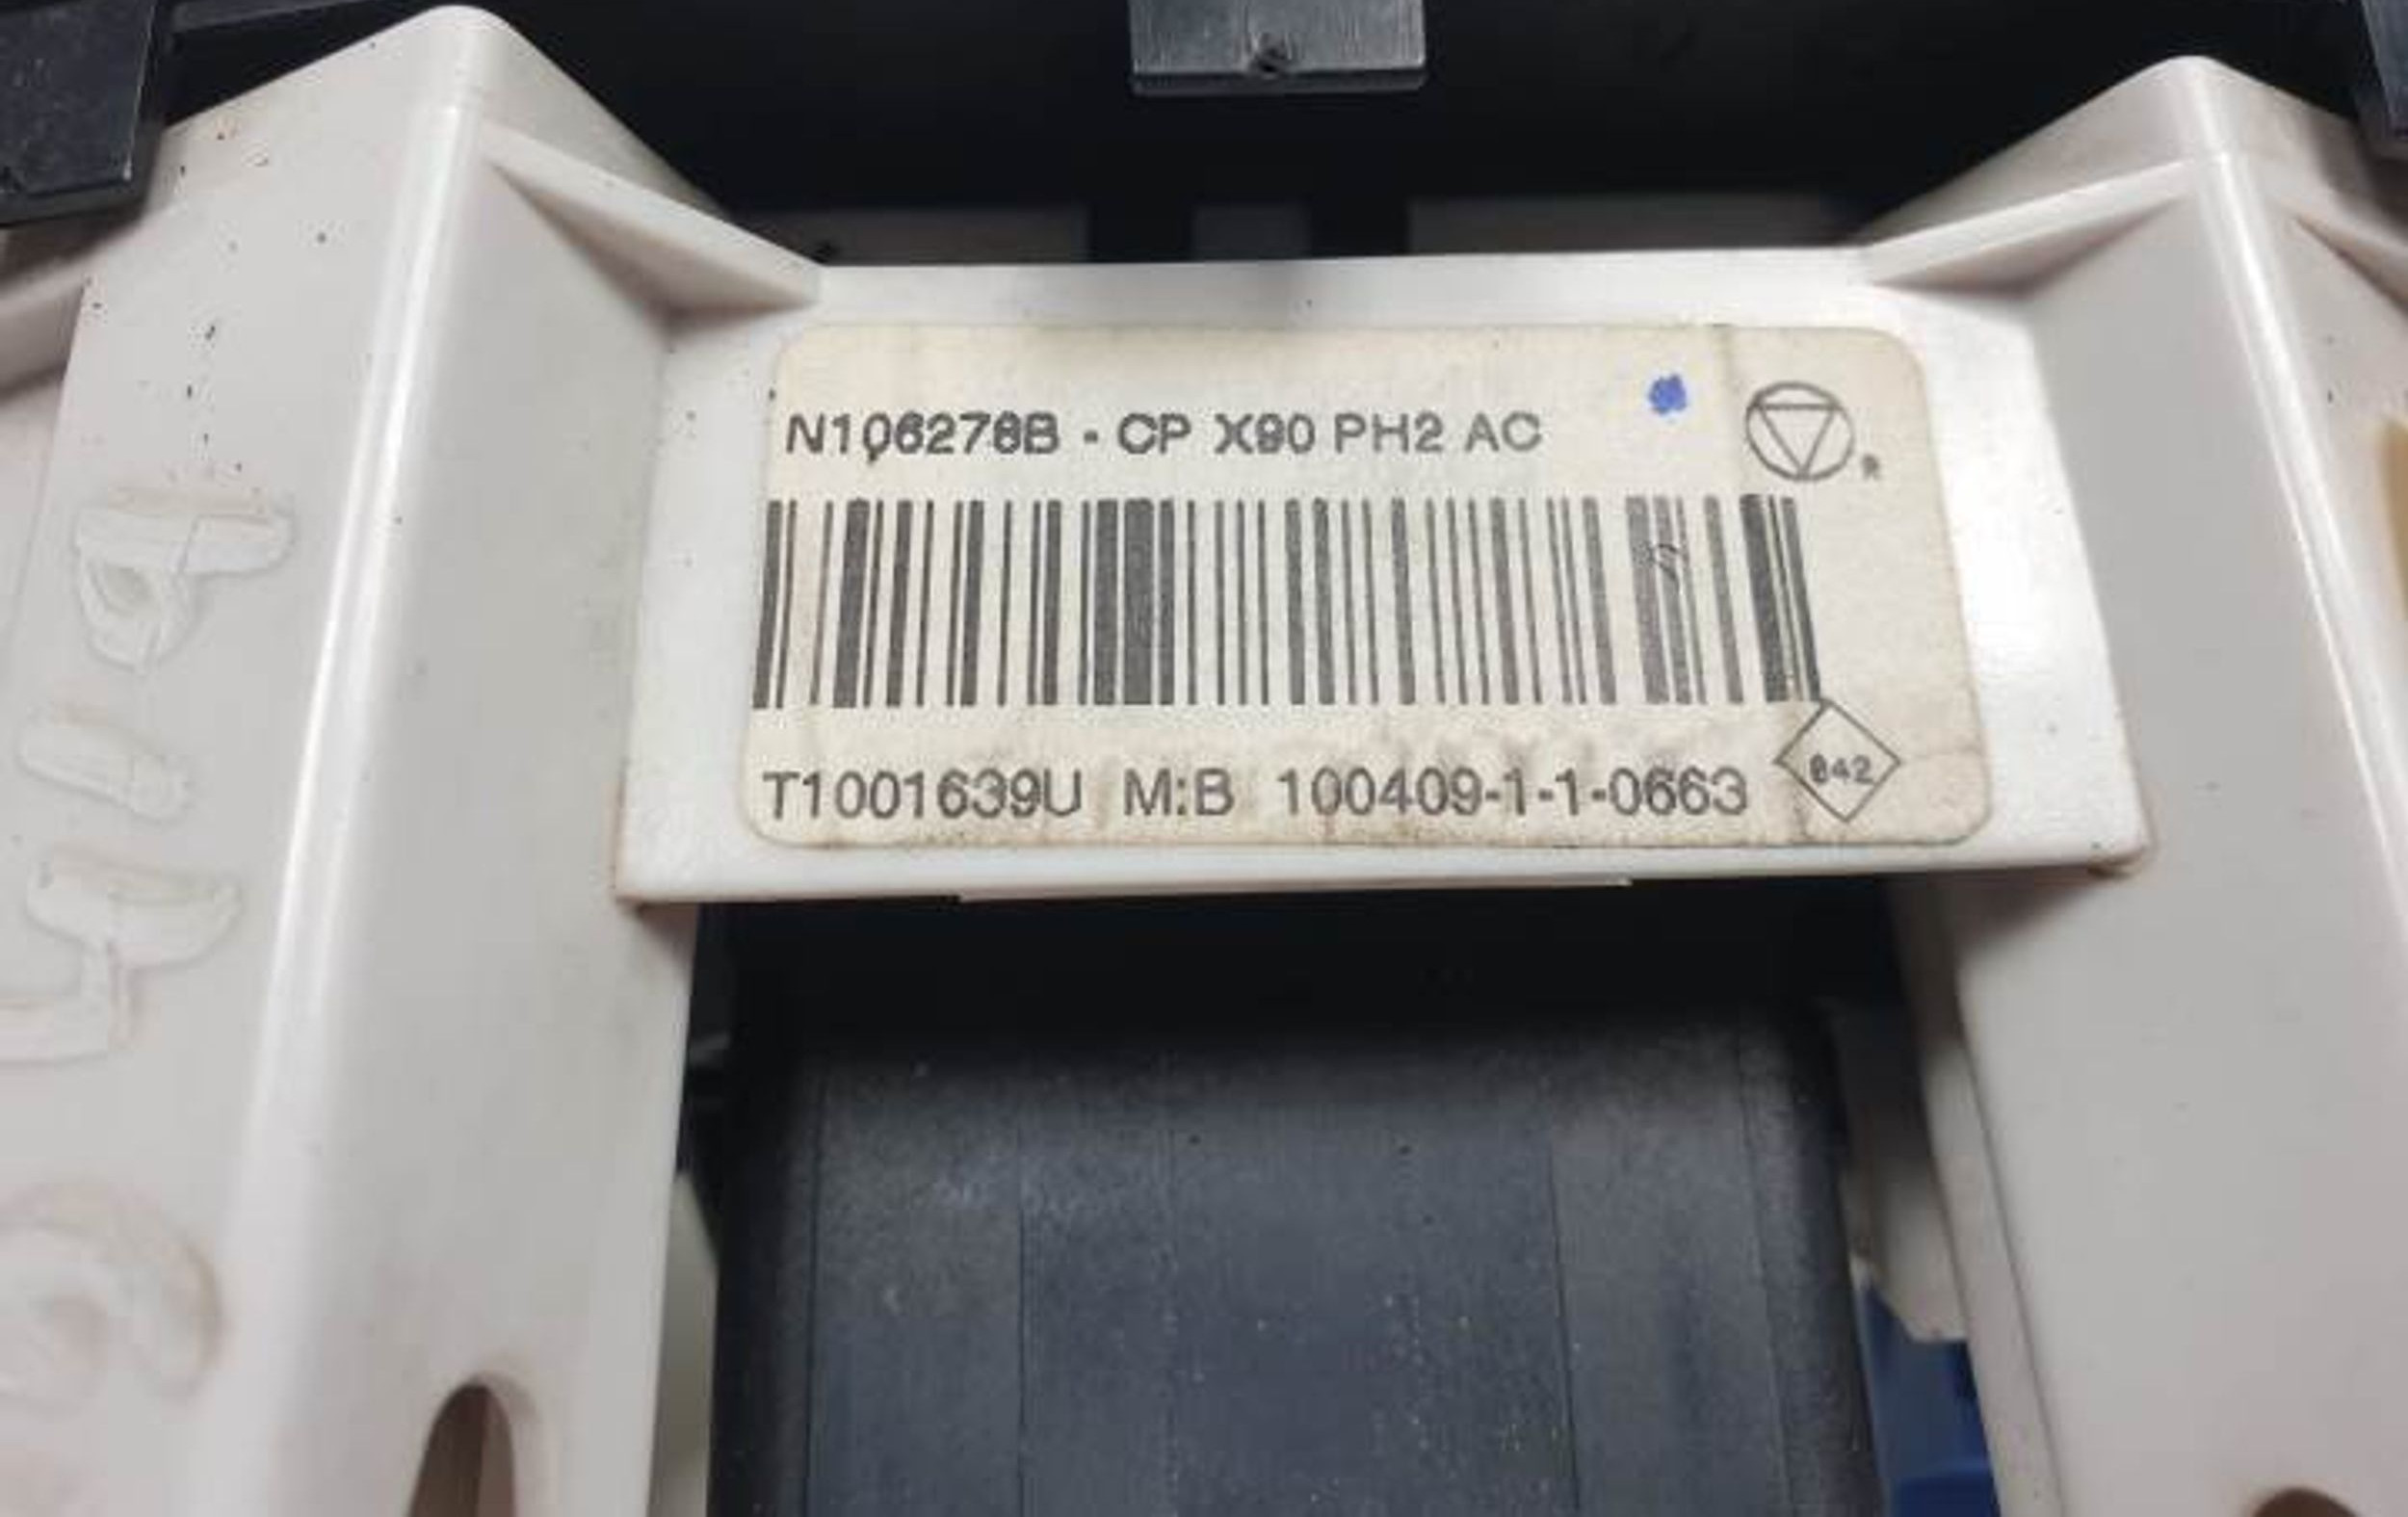 N106278B - CP X90 PH2 AC
R
T1001639U M:B 100409-1-1-0663
842